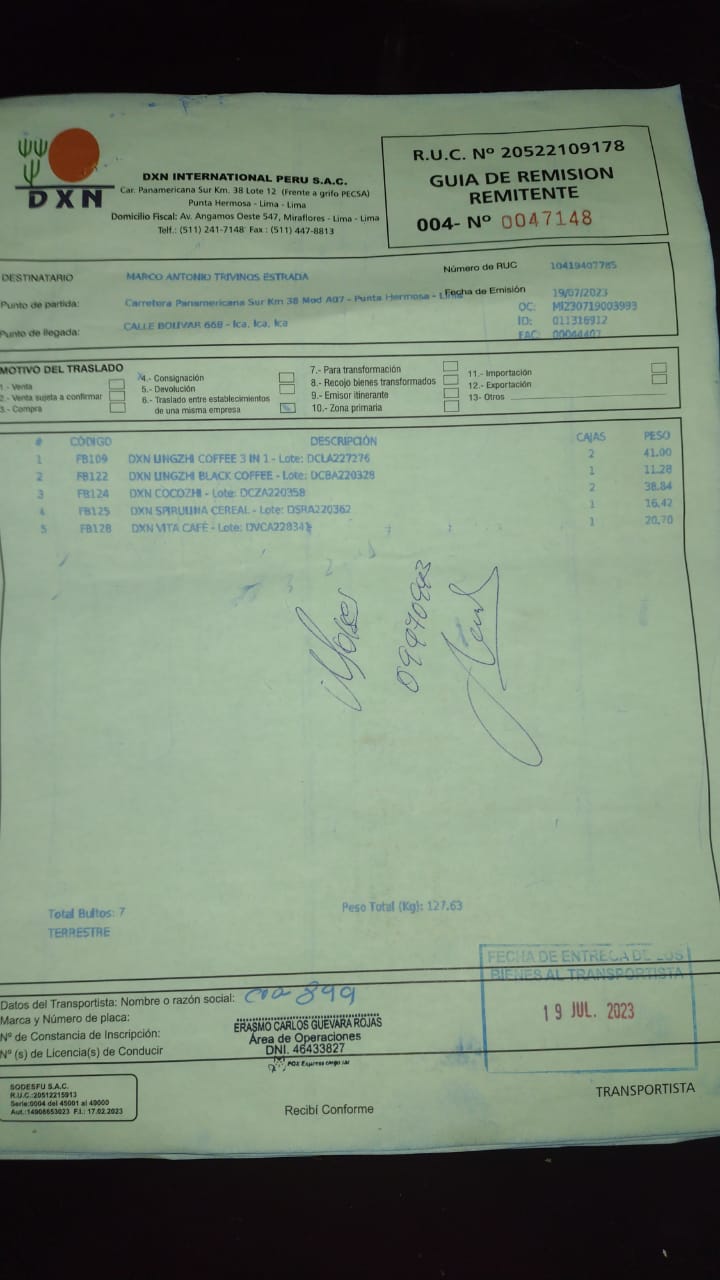 DXN
DXN INTERNATIONAL PERU S.A.C.
Car. Panamericana Sur Km. 38 Lote 12 (Frente a grifo PECSA)
Punta Hermosa - Lima - Lima
Domicilio Fiscal: Av. Angamos Oeste 547, Miraflores - Lima - Lima
Telf.: (511) 241-7148 Fax : (511) 447-8813
R.U.C. Nº 20522109178
GUIA DE REMISION
REMITENTE
004- Nº 0047148
DESTINATARIO MARCO ANTONIO TRIVINOS ESTRADA Número de RUC 10419407785
Punto de partida: Carretera Panamericana Sur Km 38 Mod A07 - Punta Hermosa - Lima Fecha de Emisión 19/07/2023
OC: MI230719003993
Punto de llegada: CALLE BOLIVAR 668 - Ica, Ica, Ica ID: 011316912
FAC: 00044407
MOTIVO DEL TRASLADO
1 - Venta
2 - Venta sujeta a confirmar
3.- Compra
4.- Consignación
5.- Devolución
6.- Traslado entre establecimientos
de una misma empresa
7.- Para transformación
8.- Recojo bienes transformados
9.- Emisor itinerante
10.- Zona primaria
11.- Importación
12.- Exportación
13- Otros
# CÓDIGO DESCRIPCIÓN CAJAS PESO
1 FB109 DXN LINGZHI COFFEE 3 IN 1 - Lote: DCLA227276 2 41.00
2 FB122 DXN LINGZHI BLACK COFFEE - Lote: DCBA220328 1 11.28
3 FB124 DXN COCOZHI - Lote: DCZA220358 2 38.84
4 FB125 DXN SPIRULINA CEREAL - Lote: DSRA220362 1 16,42
5 FB128 DXN VITA CAFÉ - Lote: DVCA228341 1 20,70
Total Bultos: 7 Peso Total (Kg): 127.63
TERRESTRE
FECHA DE ENTREGA DE LOS
BIENES AL TRANSPORTISTA
19 JUL. 2023
Datos del Transportista: Nombre o razón social:
Marca y Número de placa:
Nº de Constancia de Inscripción:
Nº (s) de Licencia(s) de Conducir
899
ERASMO CARLOS GUEVARA ROJAS
Área de Operaciones
DNI. 46433827
SODESFU S.A.C.
R.U.C.:20512215913
Serie:0004 del 45001 al 49000
Aut.:14908653023 F.I.: 17.02.2023
Recibí Conforme
TRANSPORTISTA